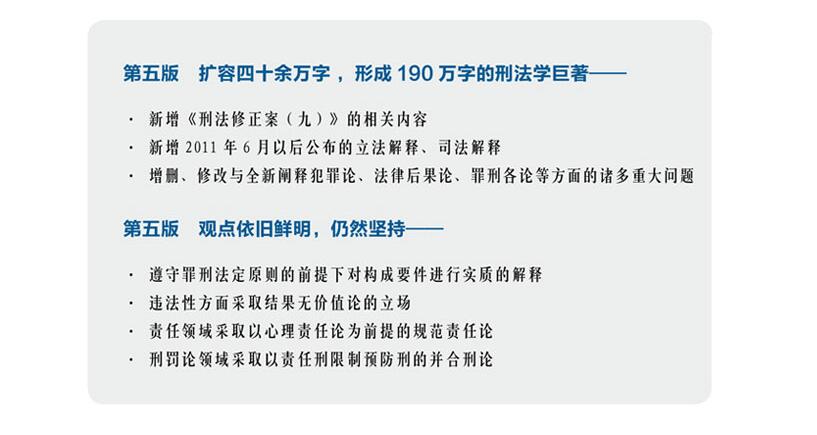 第五版 扩容四十余万字，形成 190 万字的刑法学巨著——
· 新增《刑法修正案（九）》的相关内容
· 新增 2011 年 6 月以后公布的立法解释、司法解释
· 增删、修改与全新阐释犯罪论、法律后果论、罪刑各论等方面的诸多重大问题
第五版 观点依旧鲜明，仍然坚持——
· 遵守罪刑法定原则的前提下对构成要件进行实质的解释
· 违法性方面采取结果无价值论的立场
· 责任领域采取以心理责任论为前提的规范责任论
· 刑罚论领域采取以责任刑限制预防刑的并合刑论